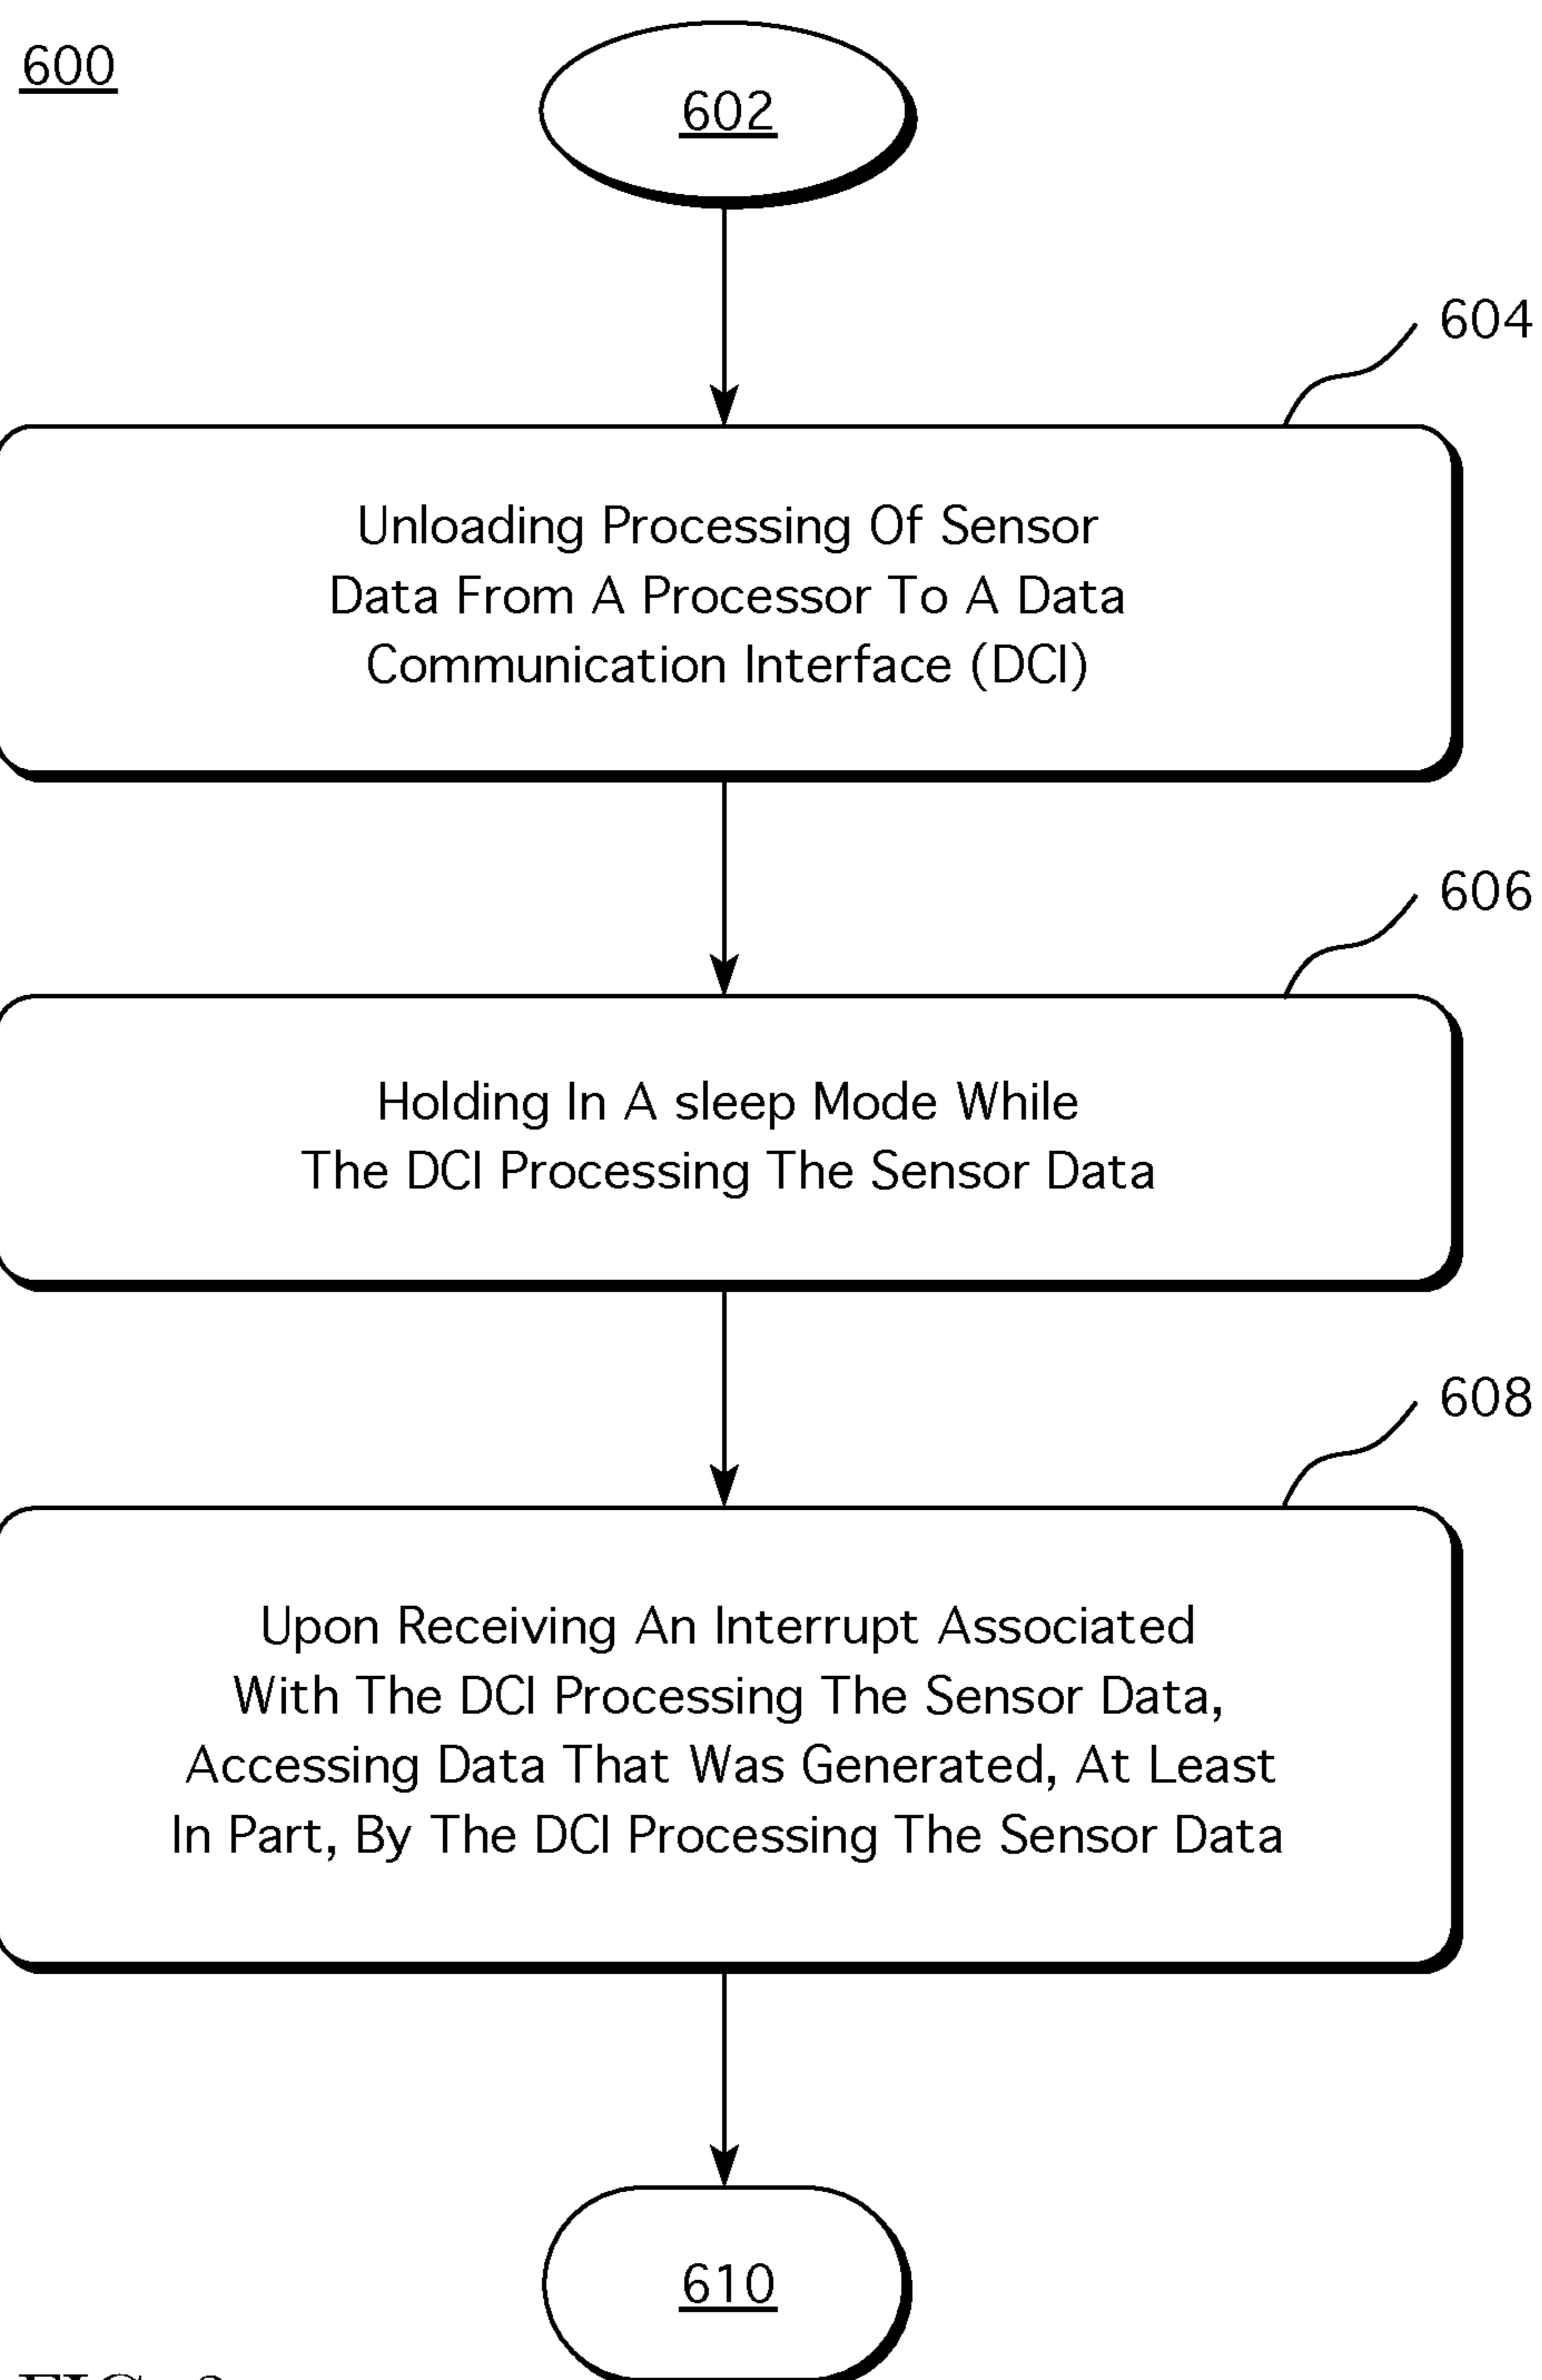 600
602
604
Unloading Processing Of Sensor
Data From A Processor To A Data
Communication Interface (DCI)
606
Holding In A sleep Mode While
The DCI Processing The Sensor Data
608
Upon Receiving An Interrupt Associated
With The DCI Processing The Sensor Data,
Accessing Data That Was Generated, At Least
In Part, By The DCI Processing The Sensor Data
610